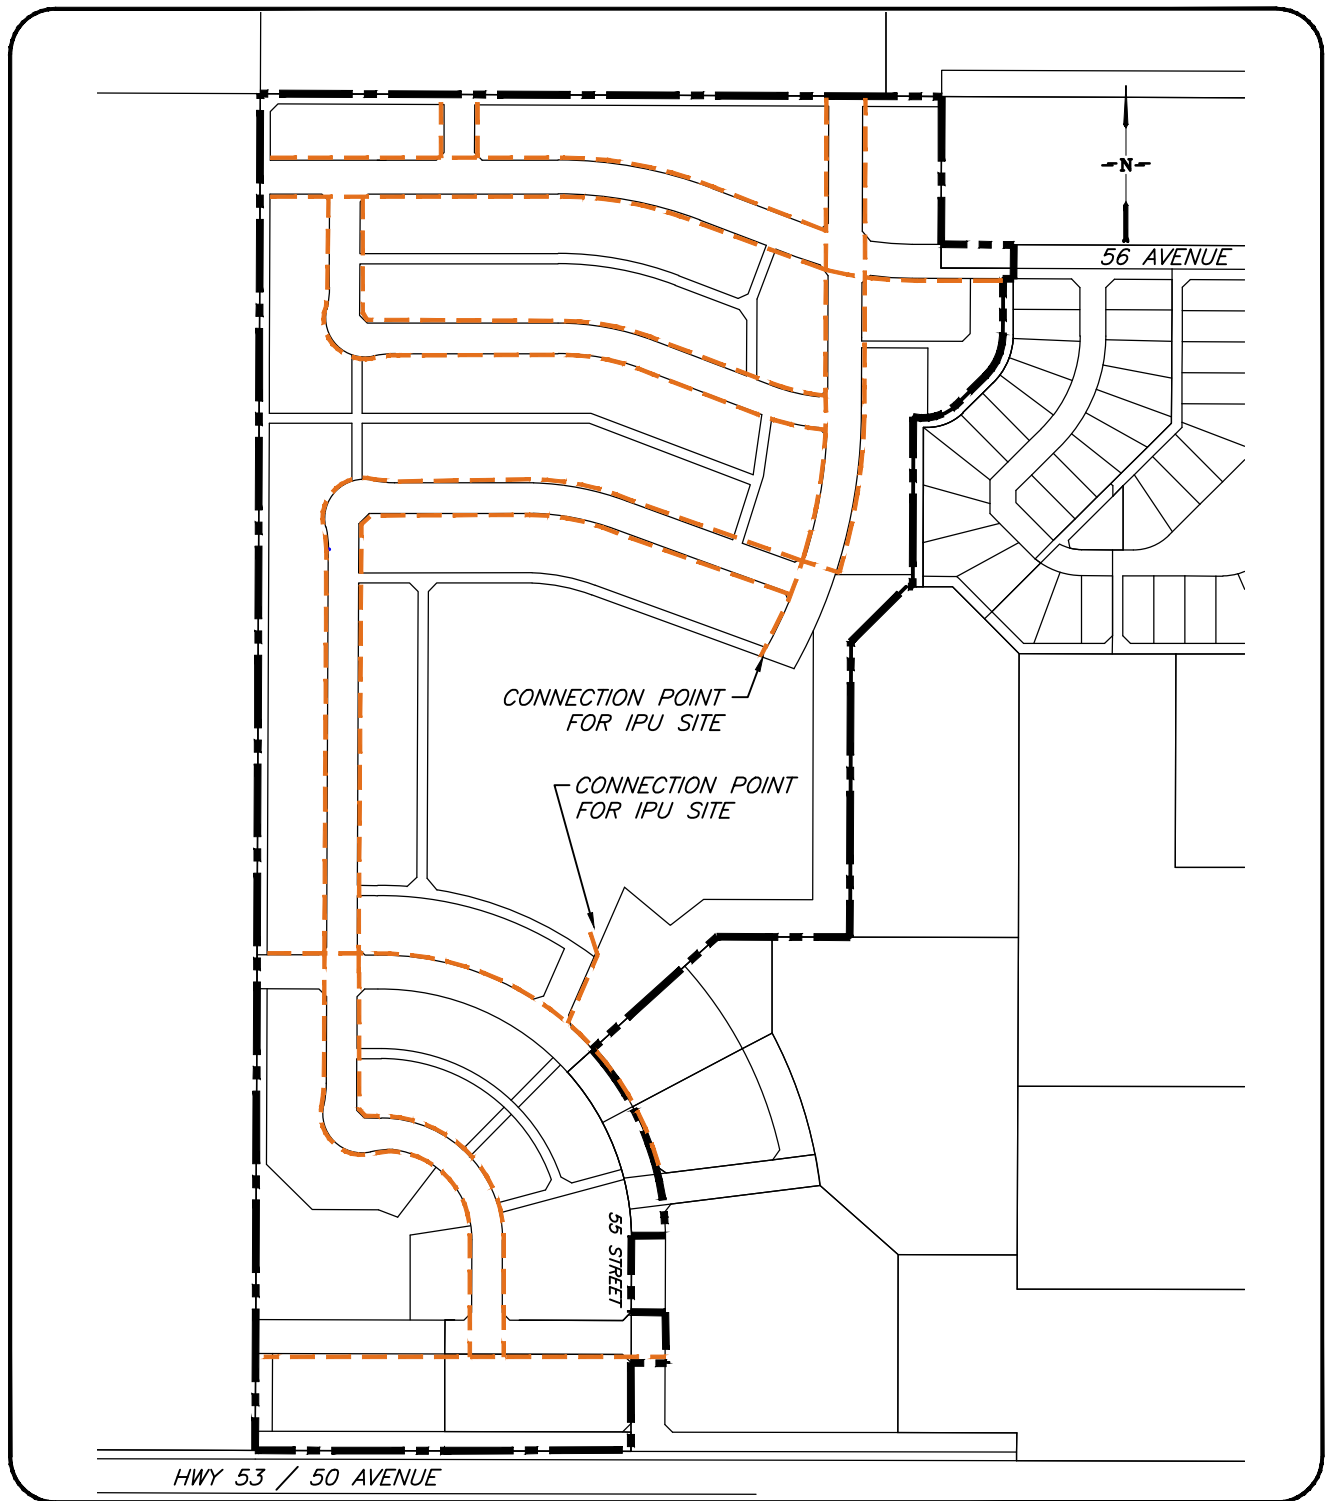 -N-
56 AVENUE
CONNECTION POINT
FOR IPU SITE
CONNECTION POINT
FOR IPU SITE
55 STREET
HWY 53 / 50 AVENUE